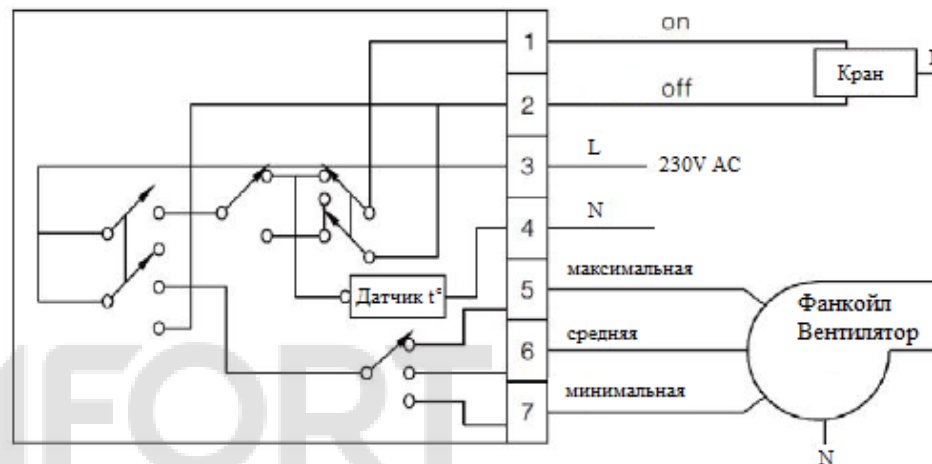 1
on
Кран
2
off
3
L
230V AC
4
N
Датчик t°
5
максимальная
Фанкойл
Вентилятор
6
средняя
7
минимальная
N